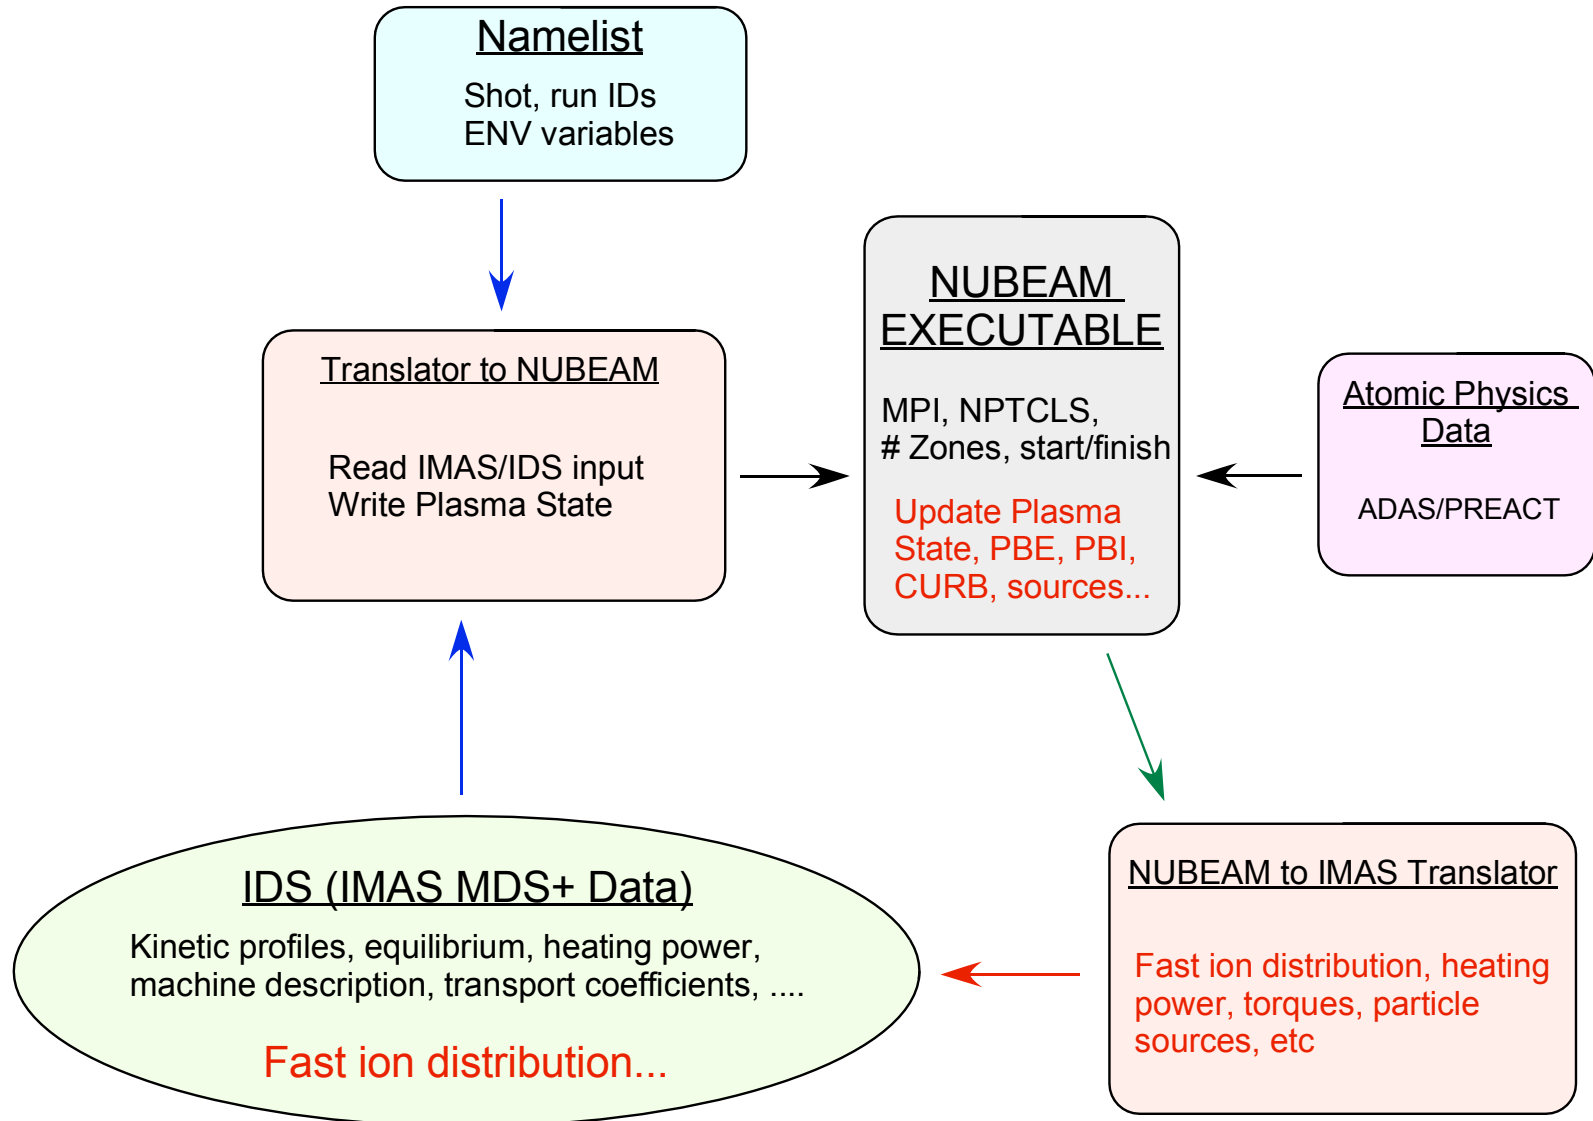 Namelist
Shot, run IDs
ENV variables
Translator to NUBEAM
Read IMAS/IDS input
Write Plasma State
NUBEAM
EXECUTABLE
MPI, NPTCLS,
# Zones, start/finish
Update Plasma
State, PBE, PBI,
CURB, sources...
Atomic Physics
Data
ADAS/PREACT
IDS (IMAS MDS+ Data)
Kinetic profiles, equilibrium, heating power,
machine description, transport coefficients, ....
Fast ion distribution...
NUBEAM to IMAS Translator
Fast ion distribution, heating
power, torques, particle
sources, etc